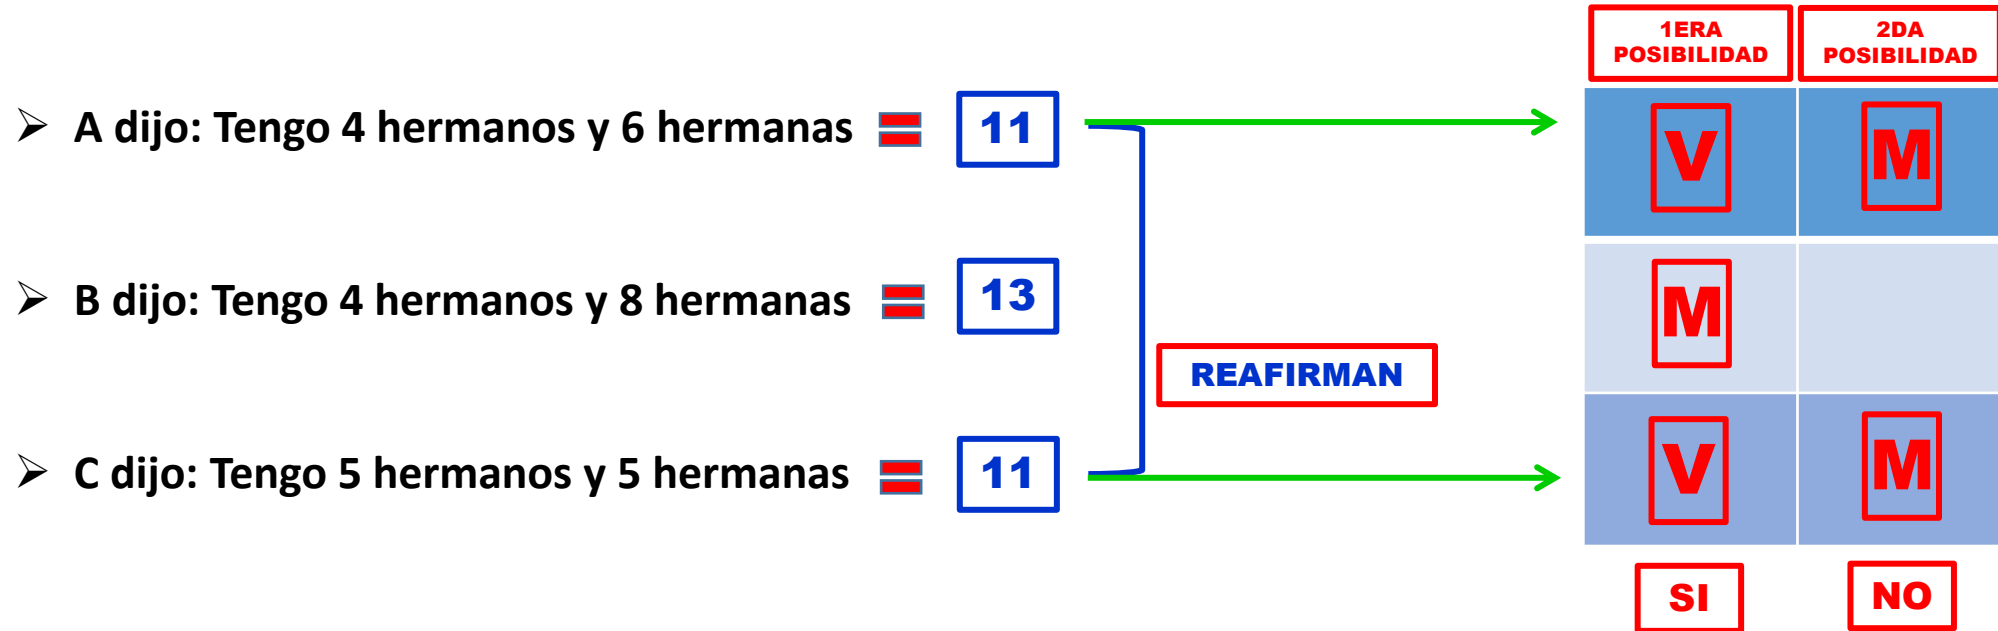 1ERA
POSIBILIDAD
2DA
POSIBILIDAD
➢ A dijo: Tengo 4 hermanos y 6 hermanas = 11
V M
➢ B dijo: Tengo 4 hermanos y 8 hermanas = 13
M
REAFIRMAN
➢ C dijo: Tengo 5 hermanos y 5 hermanas = 11
V M
SI NO